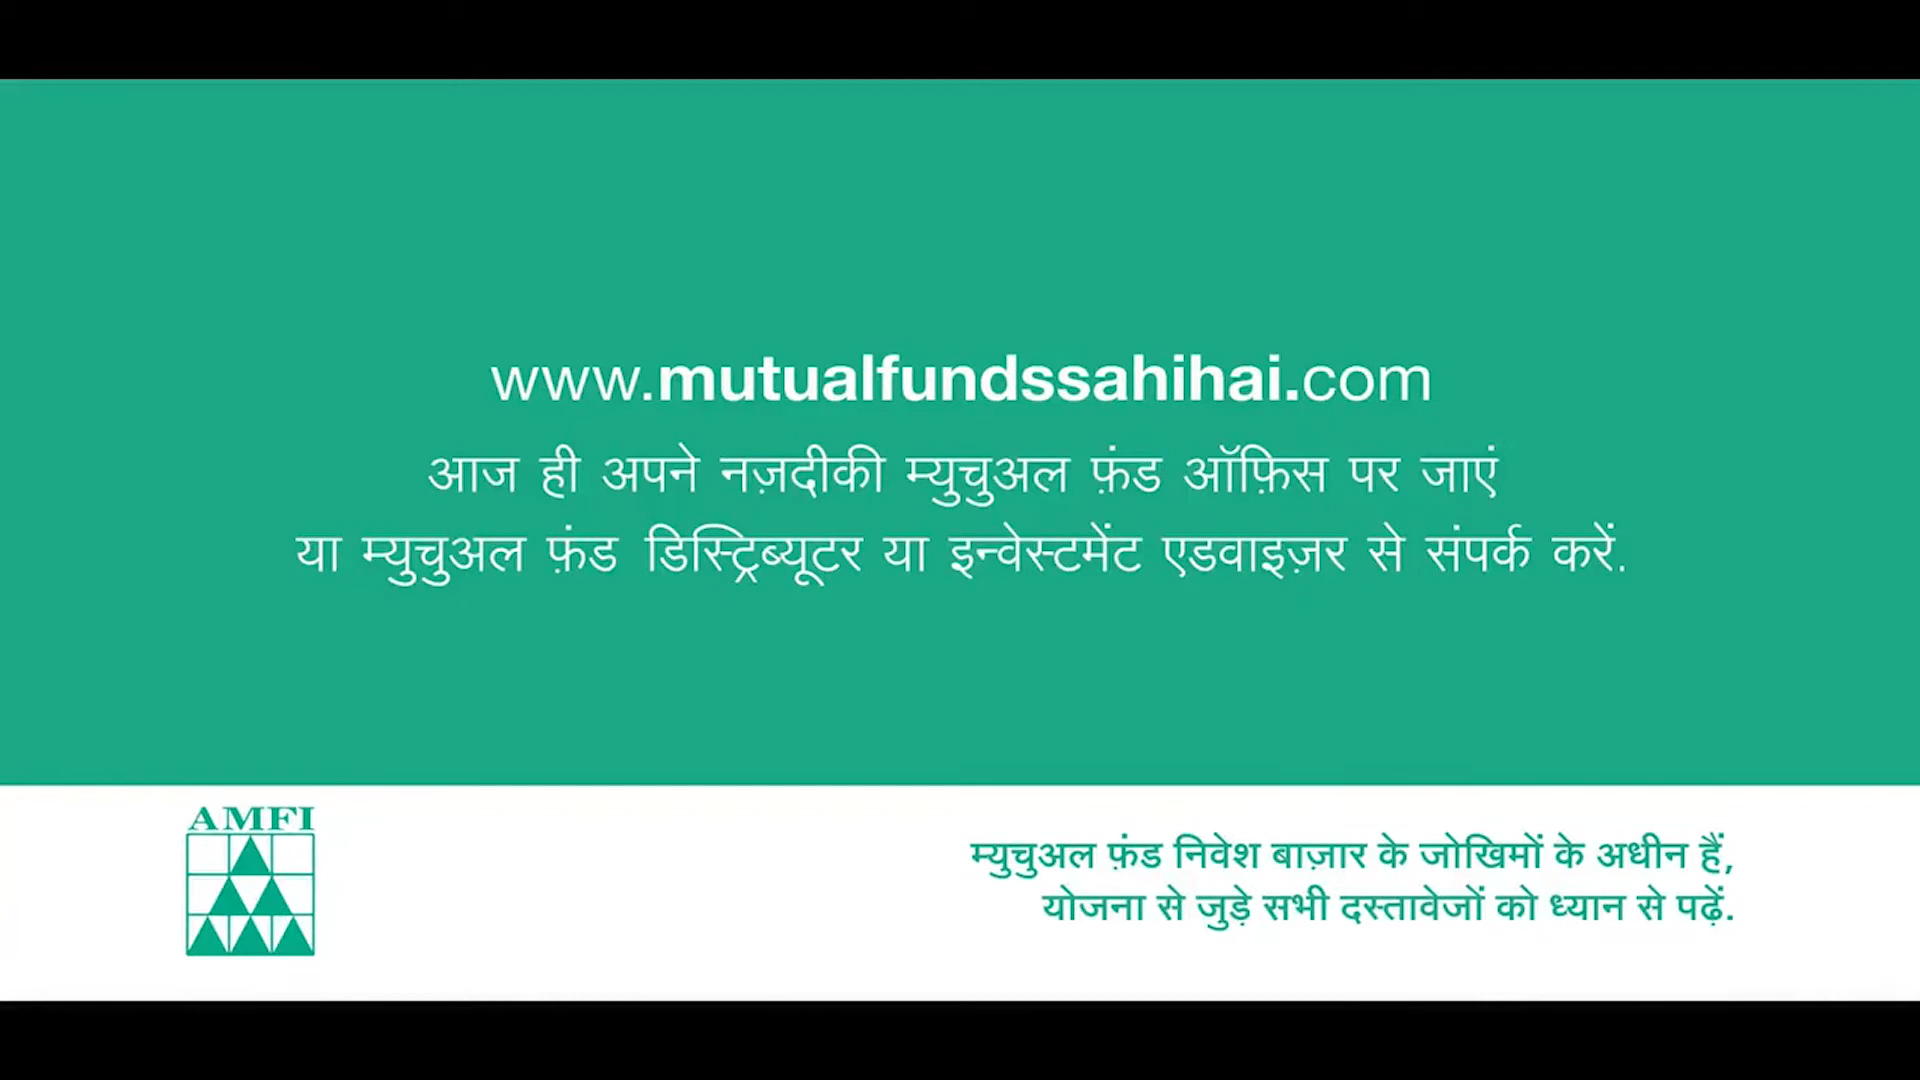 www.mutualfundssahihai.com
आज ही अपने नज़दीकी म्युचुअल फ़ंड ऑफ़िस पर जाएं
या म्युचुअल फ़ंड डिस्ट्रिब्यूटर या इन्वेस्टमेंट एडवाइज़र से संपर्क करें.
AMFI
म्युचुअल फ़ंड निवेश बाज़ार के जोखिमों के अधीन हैं,
योजना से जुड़े सभी दस्तावेजों को ध्यान से पढ़ें.